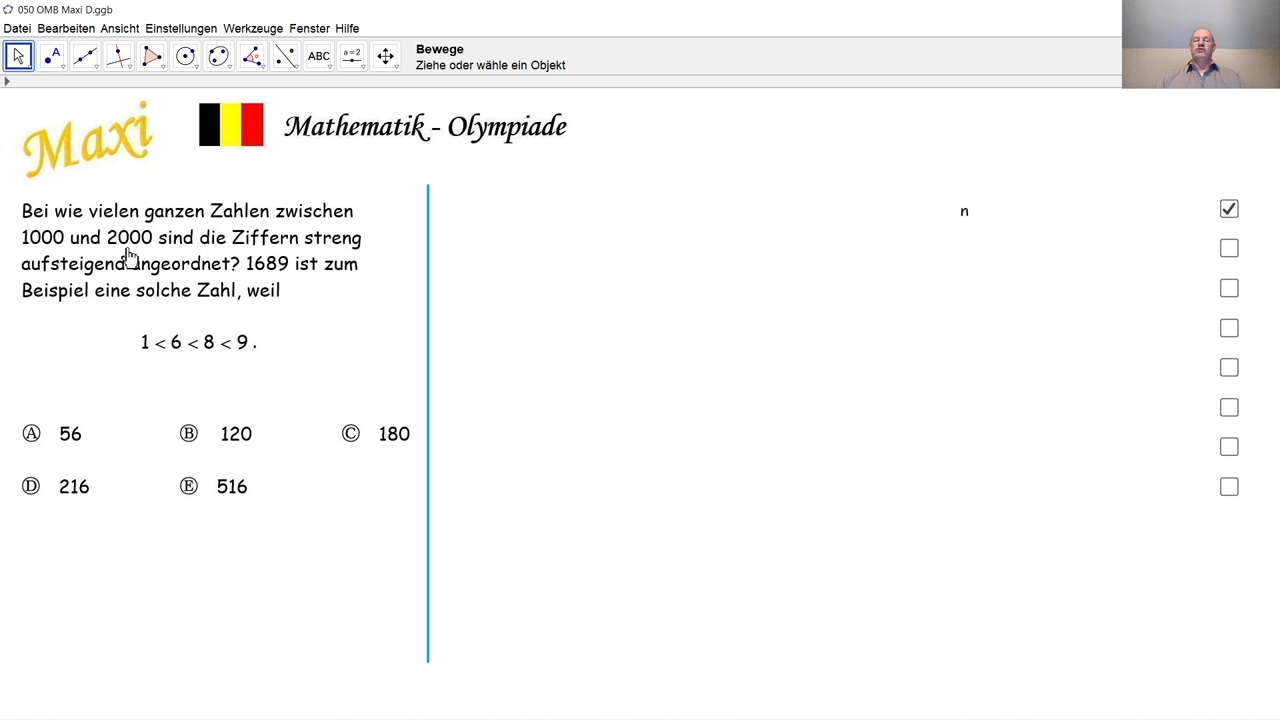 050 OMB Maxi D.ggb
Datei Bearbeiten Ansicht Einstellungen Werkzeuge Fenster Hilfe
A
ABC
a=2
Bewege
Ziehe oder wähle ein Objekt
Maxi
Mathematik - Olympiade
Bei wie vielen ganzen Zahlen zwischen
1000 und 2000 sind die Ziffern streng
aufsteigend angeordnet? 1689 ist zum
Beispiel eine solche Zahl, weil
1 < 6 < 8 < 9 .
n
Ⓐ 56 Ⓑ 120 Ⓒ 180
Ⓓ 216 Ⓔ 516